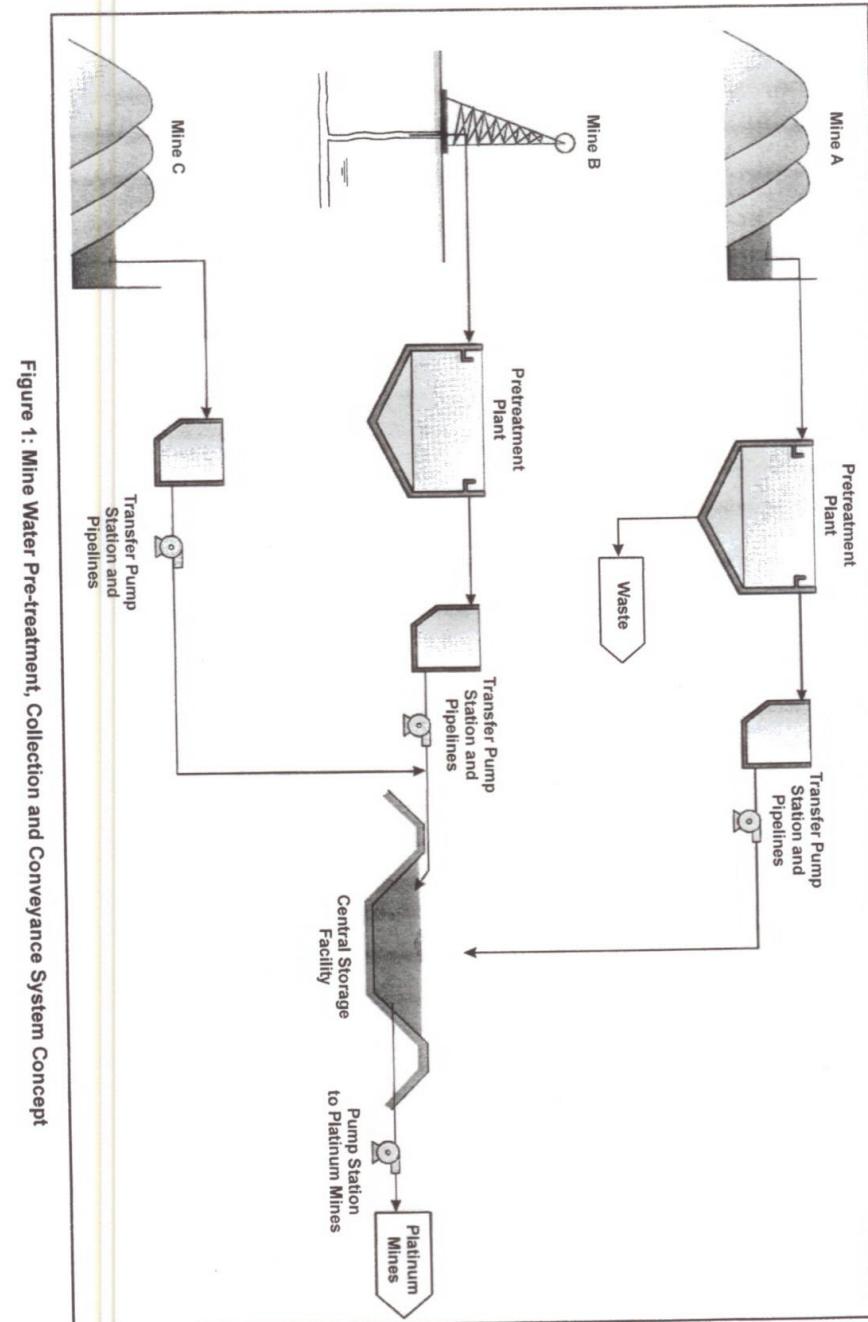 Mine A
Pretreatment
Plant
Waste
Transfer Pump
Station and
Pipelines
Mine B
Pretreatment
Plant
Transfer Pump
Station and
Pipelines
Central Storage
Facility
Pump Station
to Platinum Mines
Platinum
Mines
Mine C
Transfer Pump
Station and
Pipelines
Figure 1: Mine Water Pre-treatment, Collection and Conveyance System Concept